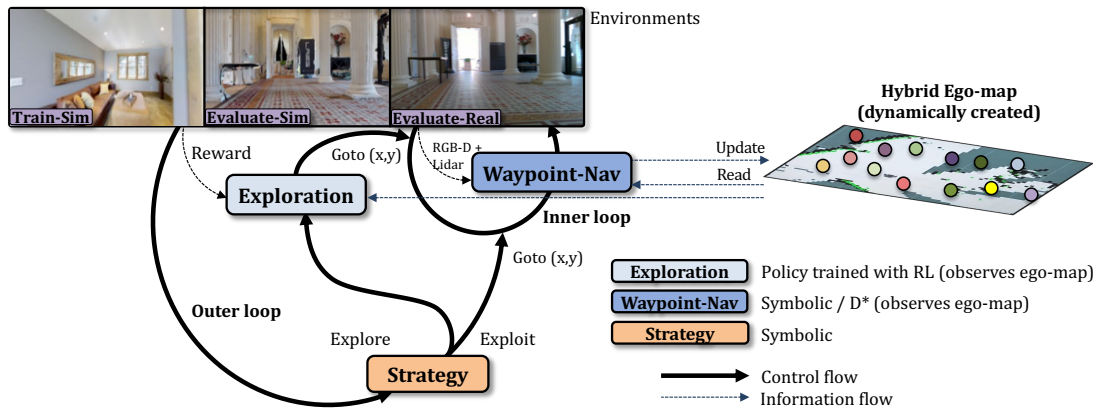 Environments
Train-Sim
Evaluate-Sim
Evaluate-Real
Hybrid Ego-map
(dynamically created)
Reward
Goto (x,y)
RGB-D +
Lidar
Update
Read
Exploration
Waypoint-Nav
Inner loop
Goto (x,y)
Outer loop
Explore
Exploit
Strategy
Exploration
Policy trained with RL (observes ego-map)
Waypoint-Nav
Symbolic / D* (observes ego-map)
Strategy
Symbolic
Control flow
Information flow